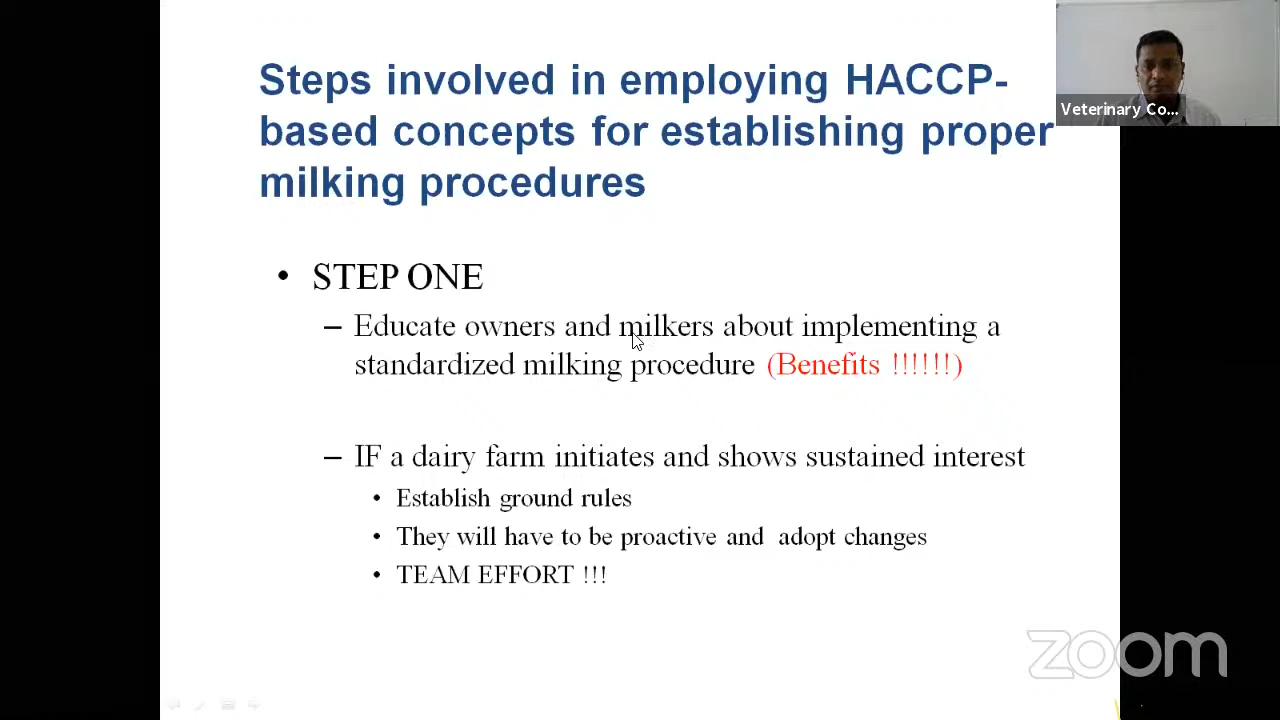 Steps involved in employing HACCP-
based concepts for establishing proper
milking procedures
Veterinary Co...
• STEP ONE
– Educate owners and milkers about implementing a
standardized milking procedure (Benefits !!!!!!)
– IF a dairy farm initiates and shows sustained interest
• Establish ground rules
• They will have to be proactive and adopt changes
• TEAM EFFORT !!!
zoom